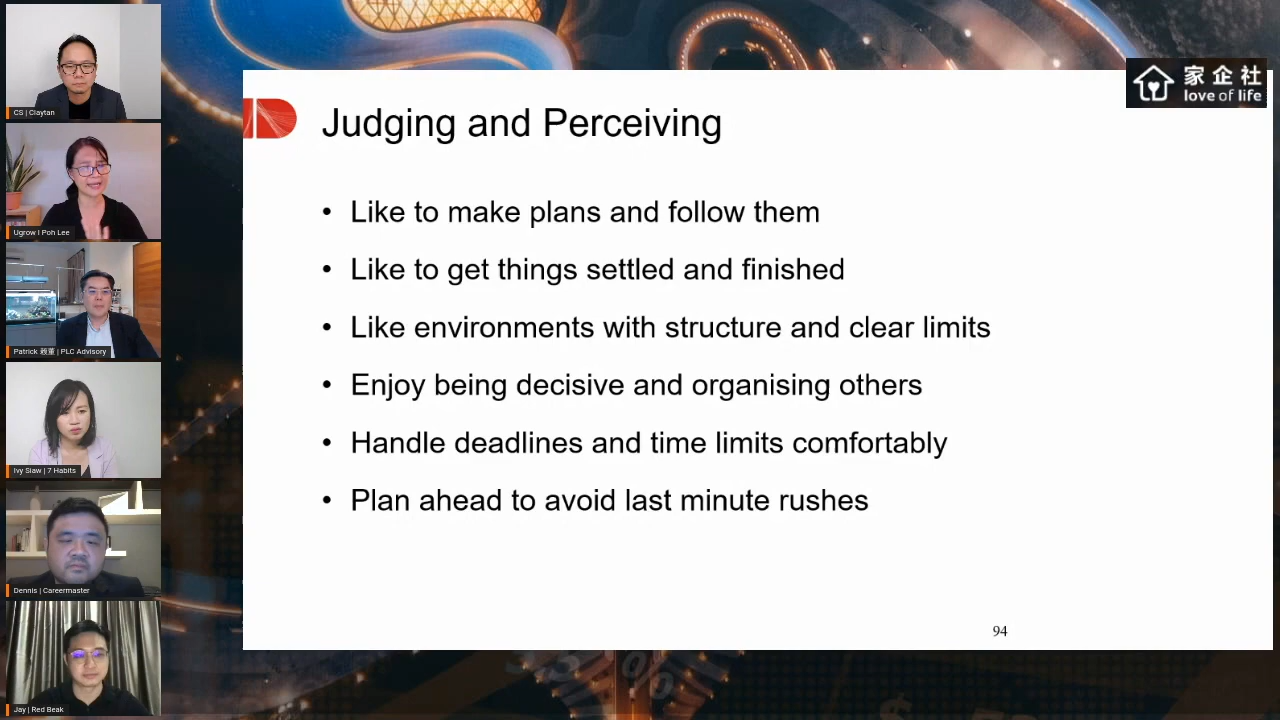 CS | Claytan
Ugrow I Poh Lee
Patrick 赖董 | PLC Advisory
Ivy Siaw | 7 Habits
Dennis | Careermaster
Jay | Red Beak
家企社
love of life
Judging and Perceiving
• Like to make plans and follow them
• Like to get things settled and finished
• Like environments with structure and clear limits
• Enjoy being decisive and organising others
• Handle deadlines and time limits comfortably
• Plan ahead to avoid last minute rushes
94